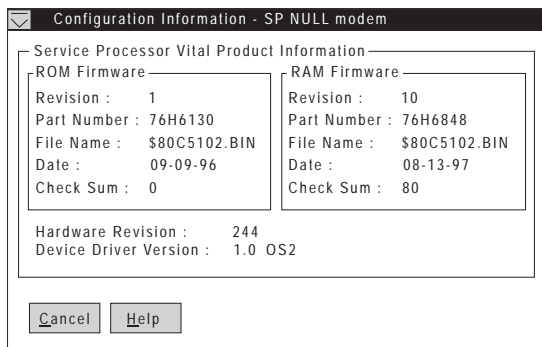 Configuration Information - SP NULL modem
Service Processor Vital Product Information
ROM Firmware
Revision : 1
Part Number : 76H6130
File Name : $80C5102.BIN
Date : 09-09-96
Check Sum : 0
RAM Firmware
Revision : 10
Part Number : 76H6848
File Name : $80C5102.BIN
Date : 08-13-97
Check Sum : 80
Hardware Revision : 244
Device Driver Version : 1.0 OS2
Cancel
Help